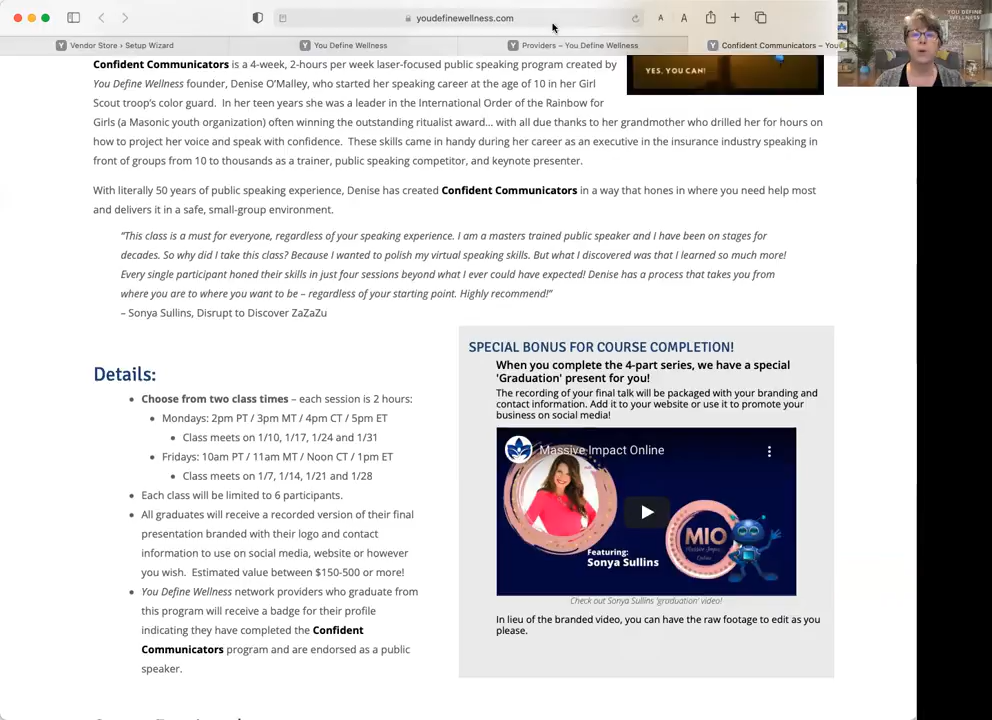 youdefinewellness.com
A A
Vendor Store › Setup Wizard
You Define Wellness
Providers – You Define Wellness
Confident Communicators – You
YOU DEFINE
WELLNESS
Confident Communicators is a 4-week, 2-hours per week laser-focused public speaking program created by
You Define Wellness founder, Denise O'Malley, who started her speaking career at the age of 10 in her Girl
Scout troop's color guard. In her teen years she was a leader in the International Order of the Rainbow for
Girls (a Masonic youth organization) often winning the outstanding ritualist award... with all due thanks to her grandmother who drilled her for hours on
how to project her voice and speak with confidence. These skills came in handy during her career as an executive in the insurance industry speaking in
front of groups from 10 to thousands as a trainer, public speaking competitor, and keynote presenter.
YES, YOU CAN!
With literally 50 years of public speaking experience, Denise has created Confident Communicators in a way that hones in where you need help most
and delivers it in a safe, small-group environment.
"This class is a must for everyone, regardless of your speaking experience. I am a masters trained public speaker and I have been on stages for
decades. So why did I take this class? Because I wanted to polish my virtual speaking skills. But what I discovered was that I learned so much more!
Every single participant honed their skills in just four sessions beyond what I ever could have expected! Denise has a process that takes you from
where you are to where you want to be – regardless of your starting point. Highly recommend!"
– Sonya Sullins, Disrupt to Discover ZaZaZu
Details:
• Choose from two class times – each session is 2 hours:
• Mondays: 2pm PT / 3pm MT / 4pm CT / 5pm ET
• Class meets on 1/10, 1/17, 1/24 and 1/31
• Fridays: 10am PT / 11am MT / Noon CT / 1pm ET
• Class meets on 1/7, 1/14, 1/21 and 1/28
• Each class will be limited to 6 participants.
• All graduates will receive a recorded version of their final
presentation branded with their logo and contact
information to use on social media, website or however
you wish. Estimated value between $150-500 or more!
• You Define Wellness network providers who graduate from
this program will receive a badge for their profile
indicating they have completed the Confident
Communicators program and are endorsed as a public
speaker.
SPECIAL BONUS FOR COURSE COMPLETION!
When you complete the 4-part series, we have a special
'Graduation' present for you!
The recording of your final talk will be packaged with your branding and
contact information. Add it to your website or use it to promote your
business on social media!
Massive Impact Online
Featuring:
Sonya Sullins
MIO
Massive Impact
Online
Check out Sonya Sullins 'graduation' video!
In lieu of the branded video, you can have the raw footage to edit as you
please.